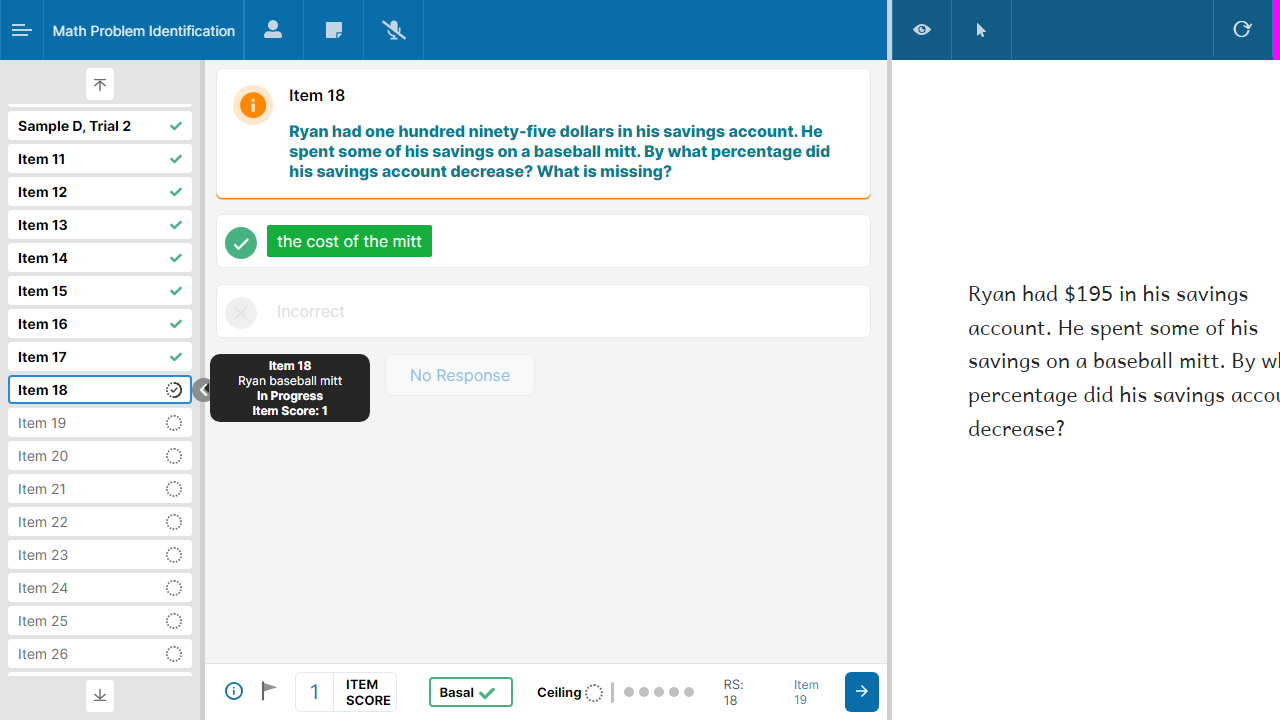 Math Problem Identification
Sample D, Trial 2
Item 11
Item 12
Item 13
Item 14
Item 15
Item 16
Item 17
Item 18
Item 19
Item 20
Item 21
Item 22
Item 23
Item 24
Item 25
Item 26
Item 18
Ryan had one hundred ninety-five dollars in his savings account. He
spent some of his savings on a baseball mitt. By what percentage did
his savings account decrease? What is missing?
the cost of the mitt
Incorrect
Item 18
Ryan baseball mitt
In Progress
Item Score: 1
No Response
1
ITEM
SCORE
Basal
Ceiling
RS:
18
Item
19
Ryan had $195 in his savings
account. He spent some of his
savings on a baseball mitt. By
percentage did his savings
decrease?